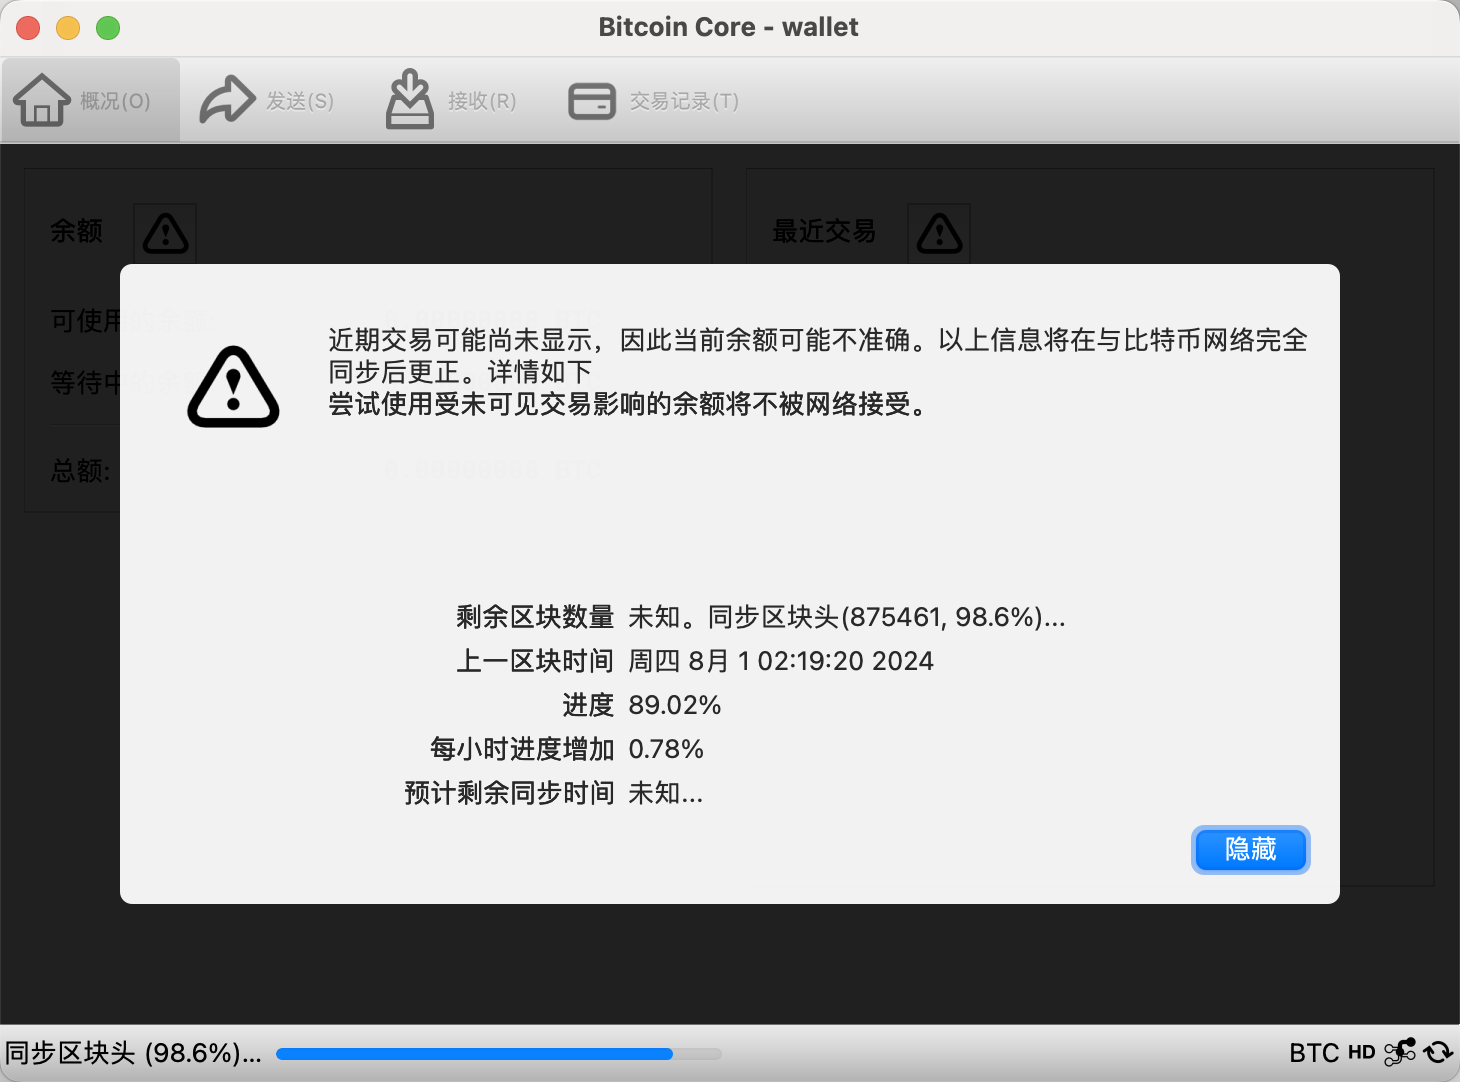 Bitcoin Core - wallet
概况(O) 发送(S) 接收(R) 交易记录(T)
余额
最近交易
可使用
等待中
总额:
0.00000000 BTC
近期交易可能尚未显示，因此当前余额可能不准确。以上信息将在与比特币网络完全
同步后更正。详情如下
尝试使用受未可见交易影响的余额将不被网络接受。
剩余区块数量 未知。同步区块头(875461, 98.6%)...
上一区块时间 周四 8月 1 02:19:20 2024
进度 89.02%
每小时进度增加 0.78%
预计剩余同步时间 未知...
隐藏
同步区块头 (98.6%)...
BTC HD